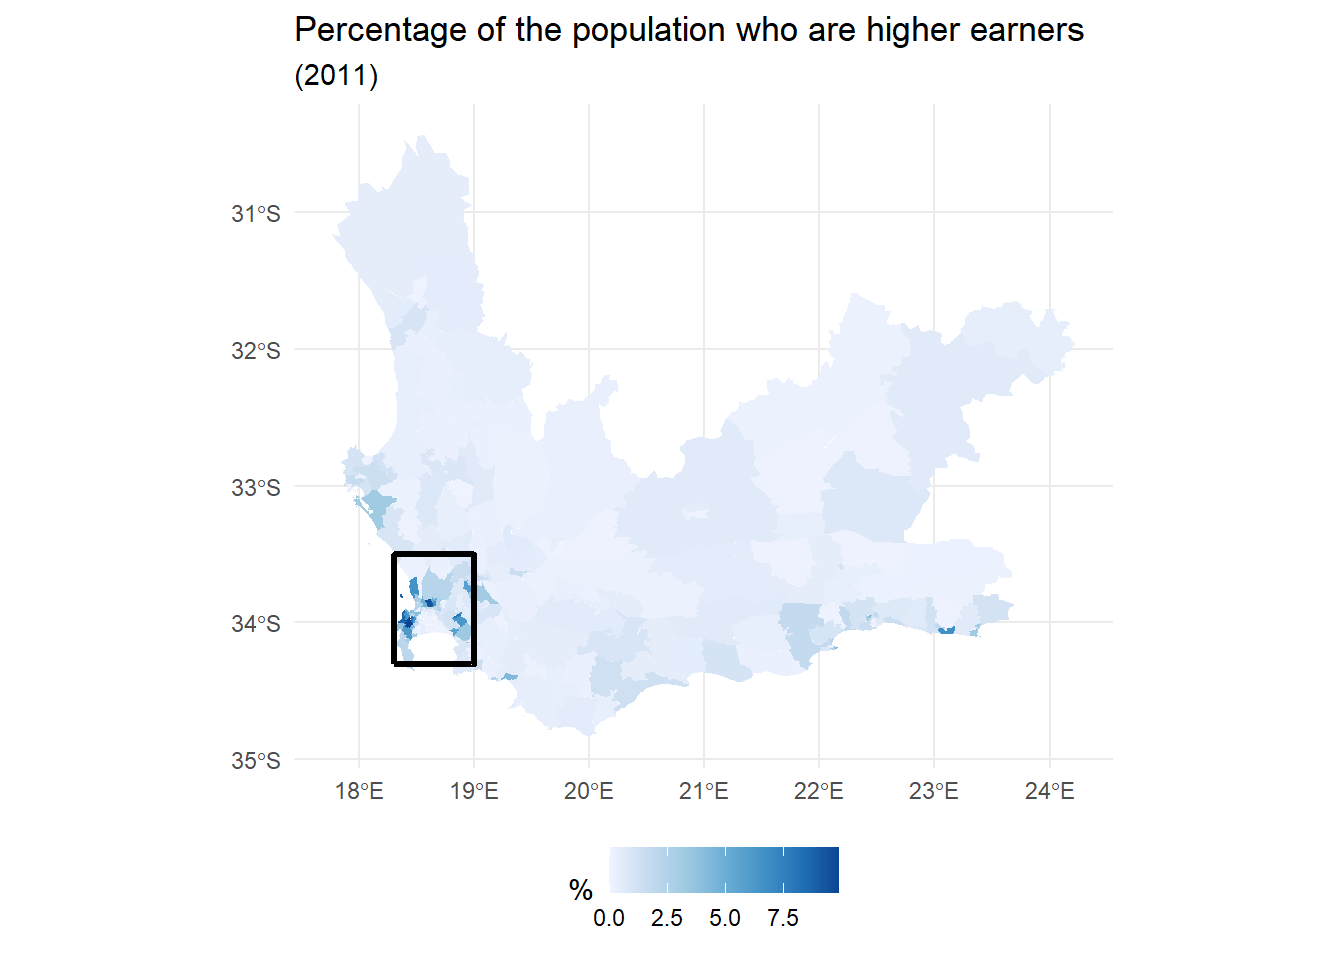 Percentage of the population who are higher earners
(2011)
31°S
32°S
33°S
34°S
35°S
18°E 19°E 20°E 21°E 22°E 23°E 24°E
%
0.0 2.5 5.0 7.5